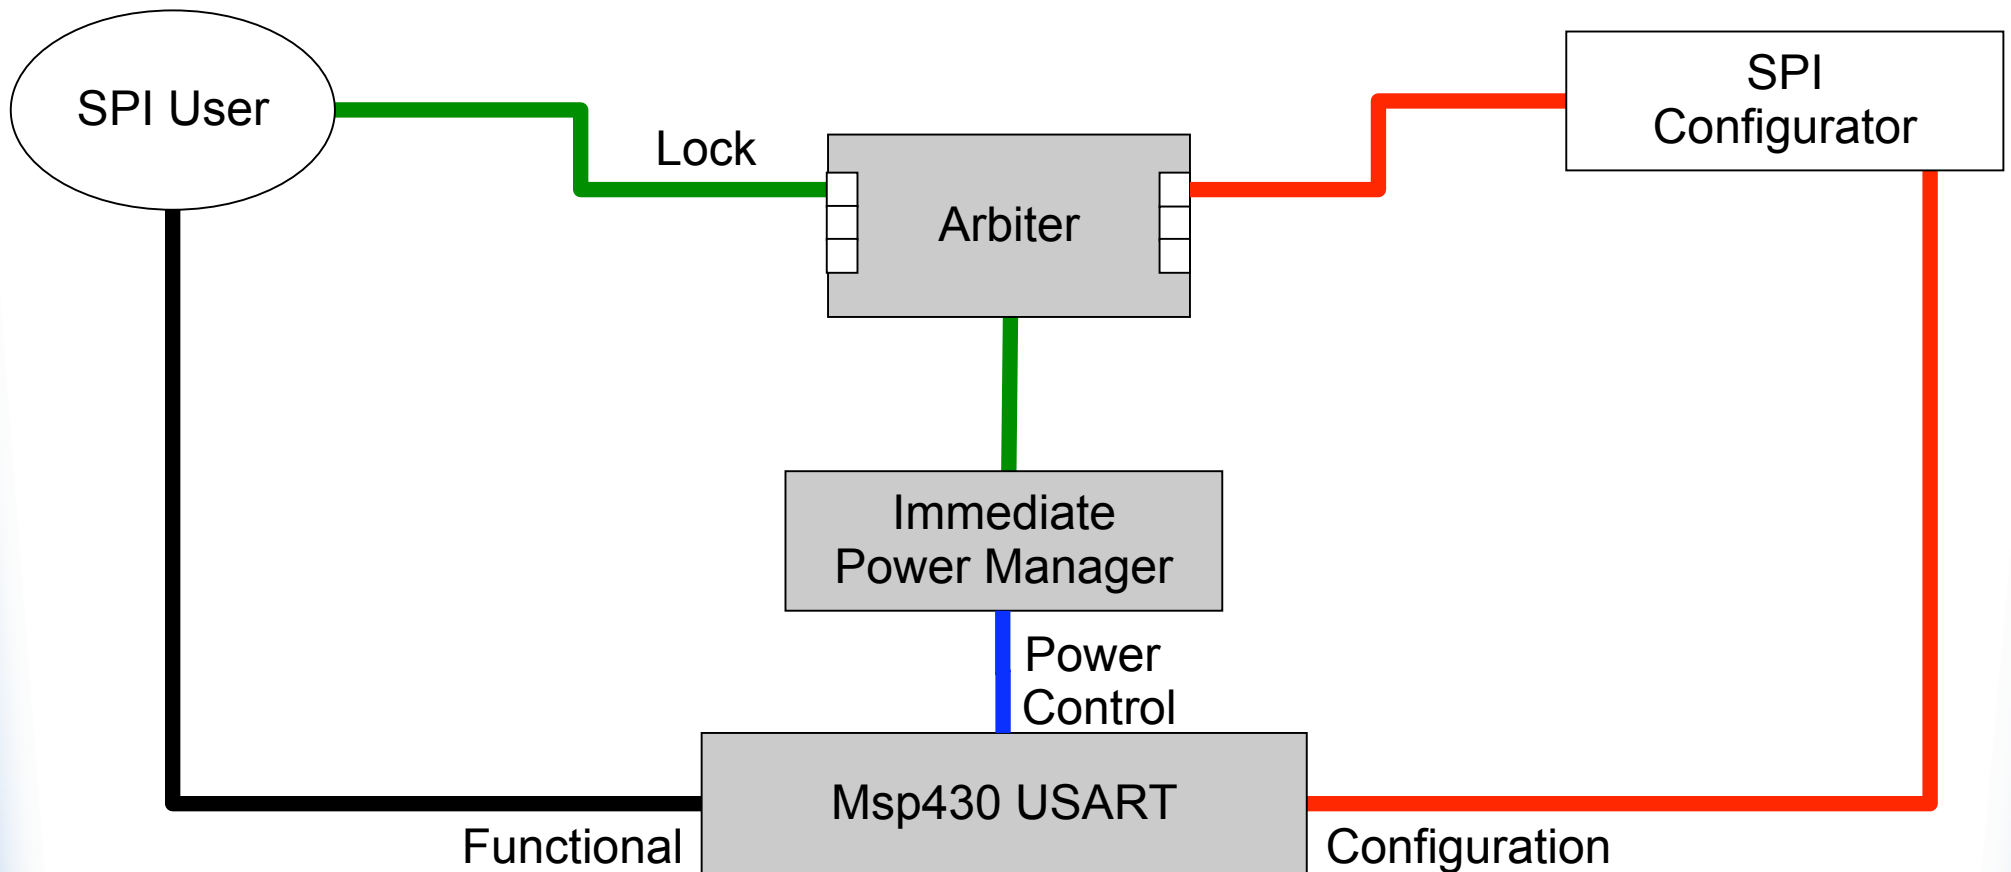 SPI User
Lock
Arbiter
SPI
Configurator
Immediate
Power Manager
Power
Control
Msp430 USART
Functional
Configuration